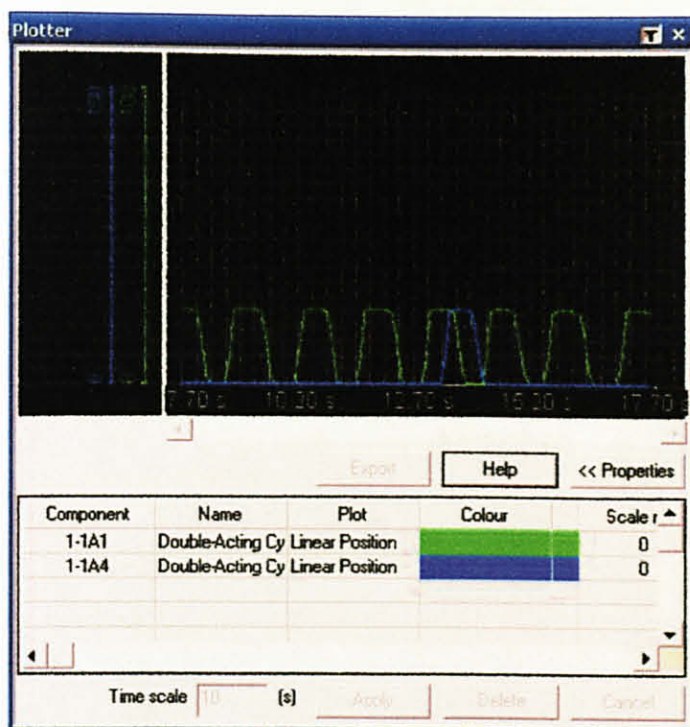 Plotter
7.70 s 10.20 s 12.70 s 15.20 s 17.70 s
Export Help << Properties
Component Name Plot Colour Scale r
1-1A1 Double-Acting Cy Linear Position 0
1-1A4 Double-Acting Cy Linear Position 0
Time scale 10 (s) Apply Delete Cancel